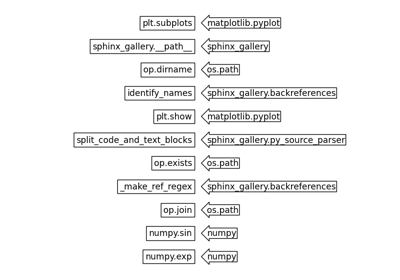 plt.subplots matplotlib.pyplot
sphinx_gallery.__path__ sphinx_gallery
op.dirname os.path
identify_names sphinx_gallery.backreferences
plt.show matplotlib.pyplot
split_code_and_text_blocks sphinx_gallery.py_source_parser
op.exists os.path
_make_ref_regex sphinx_gallery.backreferences
op.join os.path
numpy.sin numpy
numpy.exp numpy